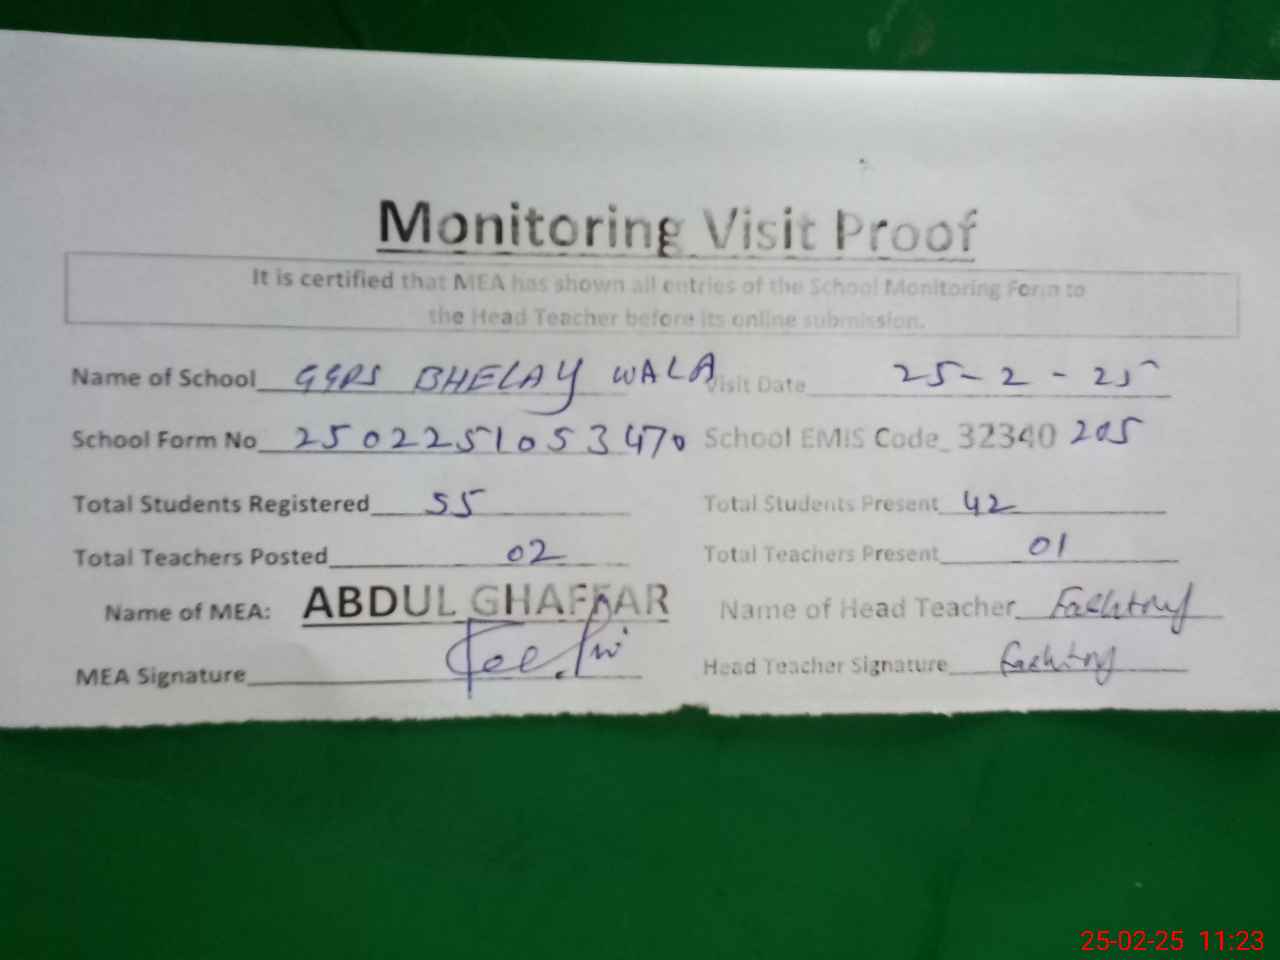 Monitoring Visit Proof
It is certified that MEA has shown all entries of the School Monitoring Form to
the Head Teacher before its online submission.
Name of School GGPS BHELAY WALA Visit Date 25-2-25
School Form No 2502251053470 School EMIS Code 32340 205
Total Students Registered 55 Total Students Present 42
Total Teachers Posted 02 Total Teachers Present 01
Name of MEA: ABDUL GHAFFAR Name of Head Teacher
MEA Signature Head Teacher Signature
25-02-25 11:23